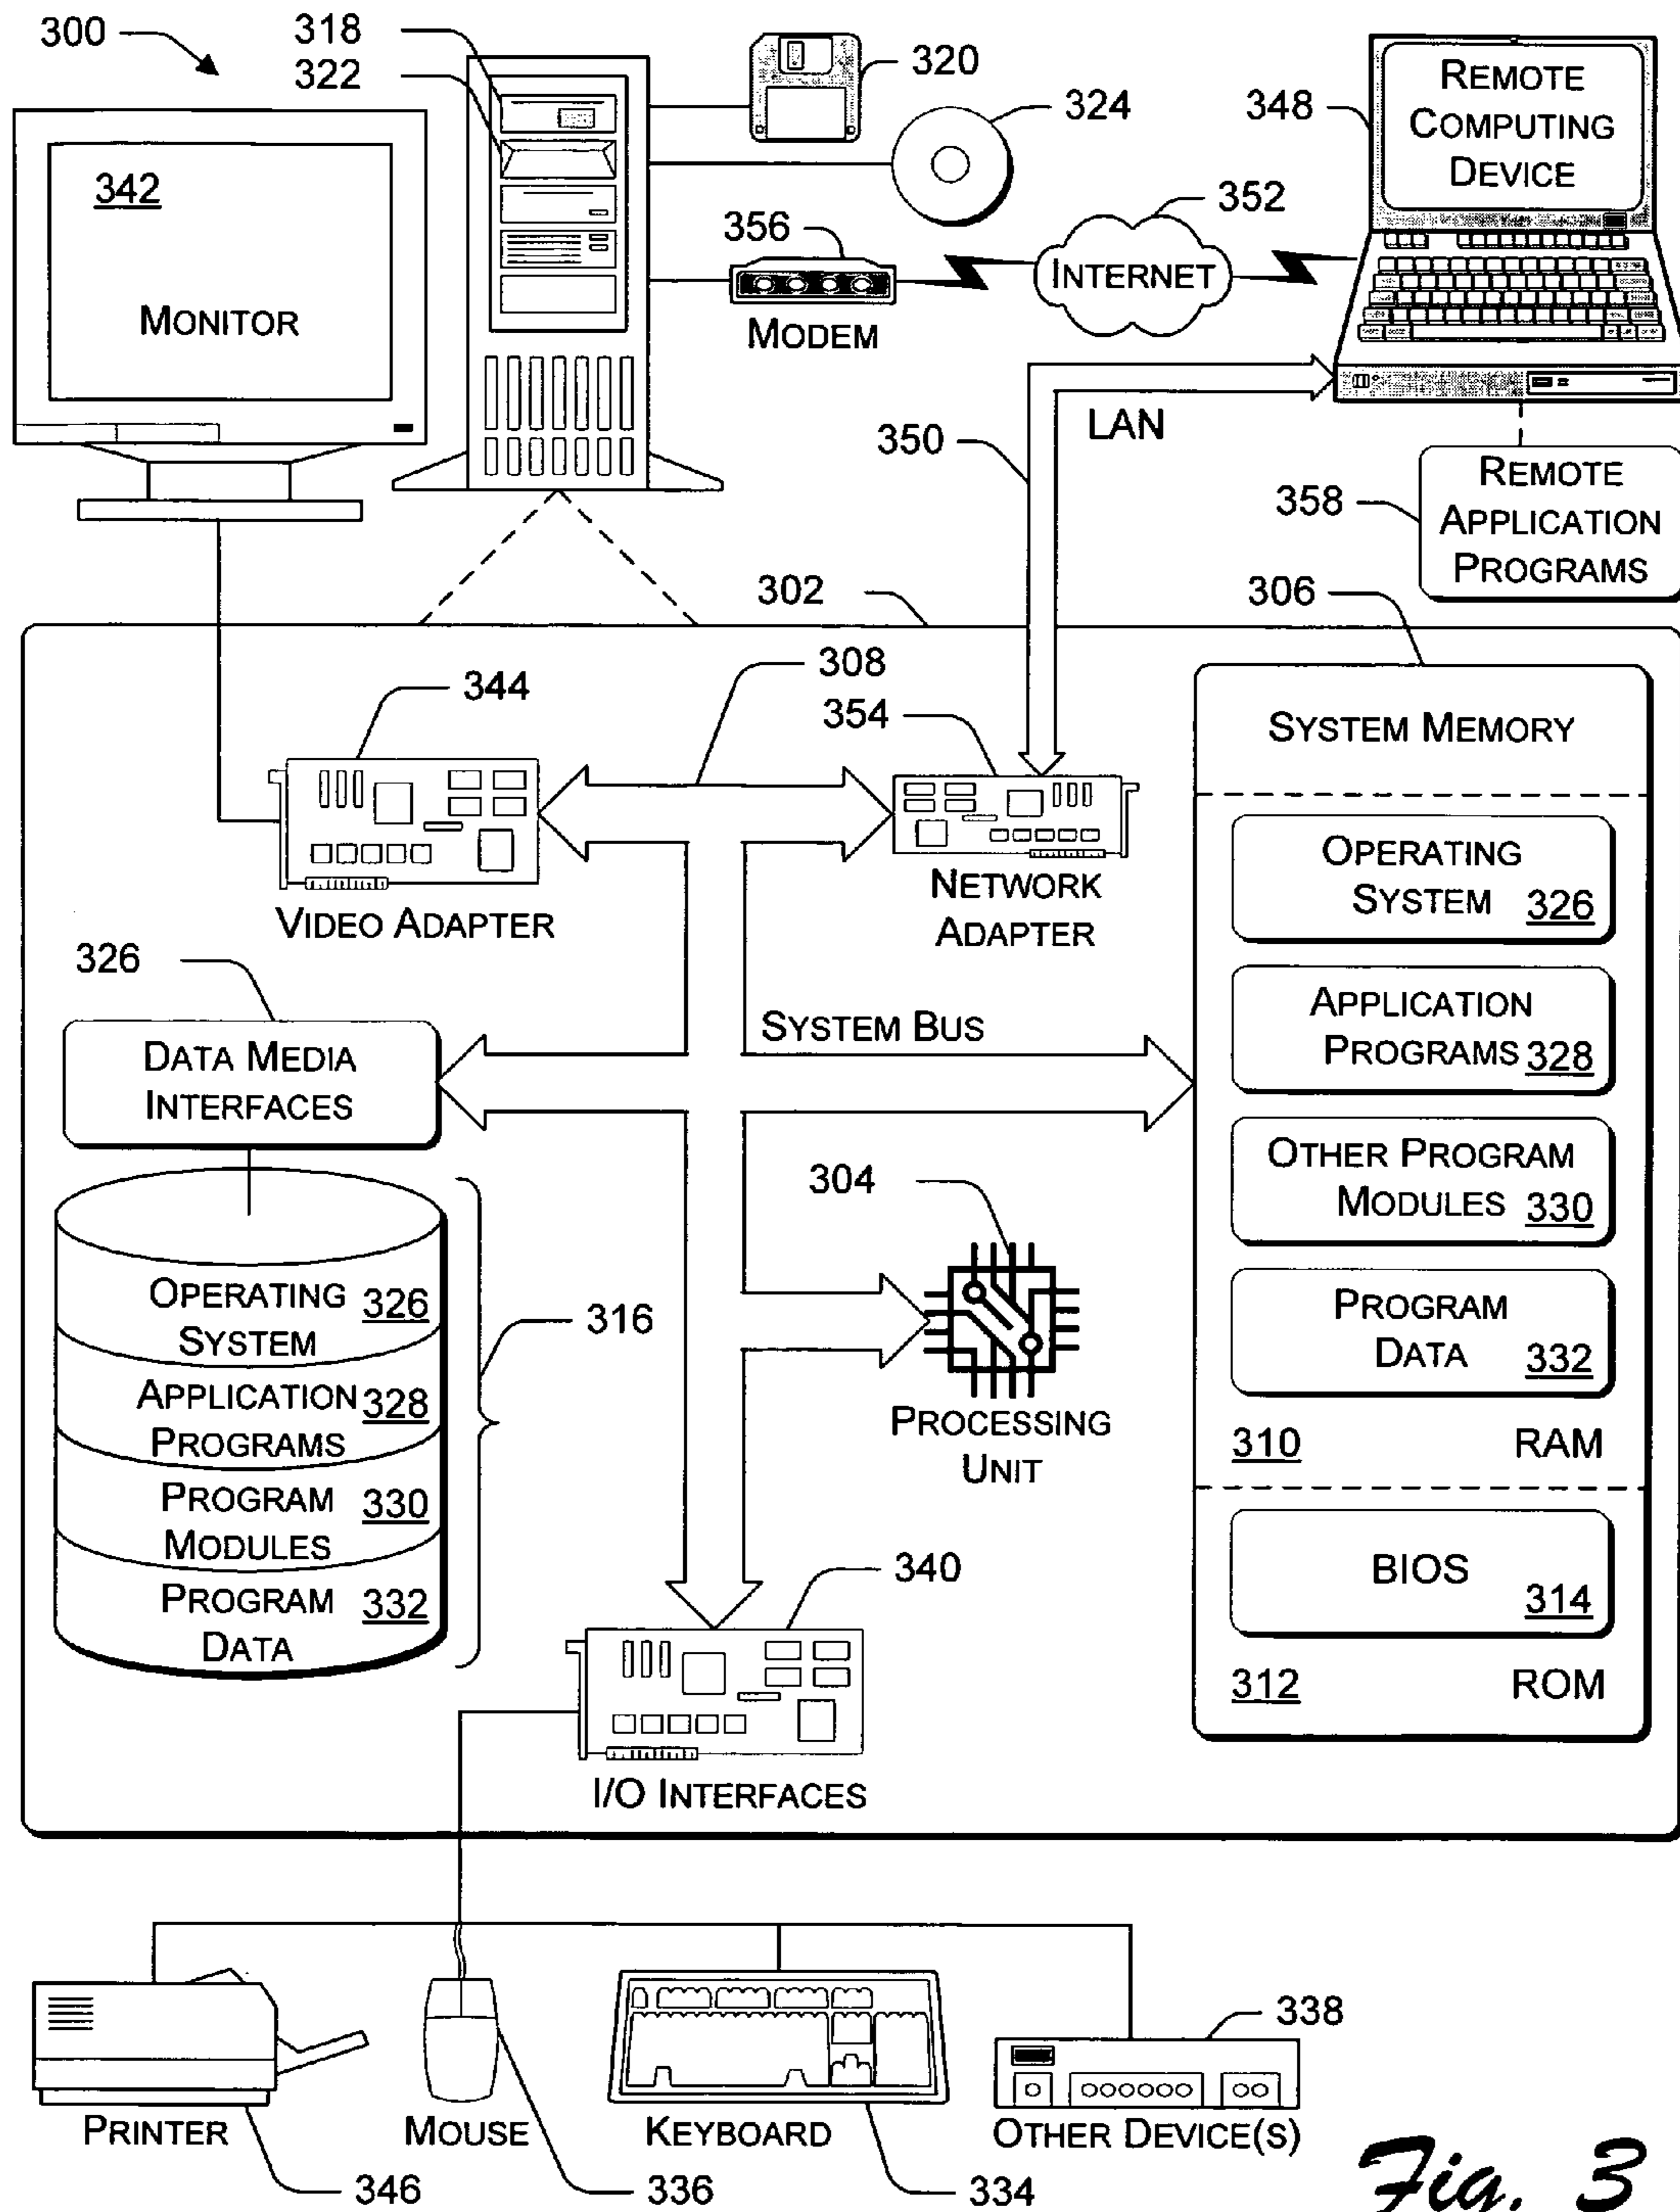 300
318
322
320
324
348
REMOTE
COMPUTING
DEVICE
342
MONITOR
356
MODEM
352
INTERNET
LAN
350
358
REMOTE
APPLICATION
PROGRAMS
302
306
308
344
354
VIDEO ADAPTER
NETWORK
ADAPTER
SYSTEM MEMORY
OPERATING
SYSTEM 326
APPLICATION
PROGRAMS 328
OTHER PROGRAM
MODULES 330
PROGRAM
DATA 332
310 RAM
BIOS
314
312 ROM
326
DATA MEDIA
INTERFACES
SYSTEM BUS
304
PROCESSING
UNIT
OPERATING 326
SYSTEM
APPLICATION 328
PROGRAMS
PROGRAM 330
MODULES
PROGRAM 332
DATA
316
340
I/O INTERFACES
PRINTER
346
MOUSE
336
KEYBOARD
334
338
OTHER DEVICE(S)
Fig. 3